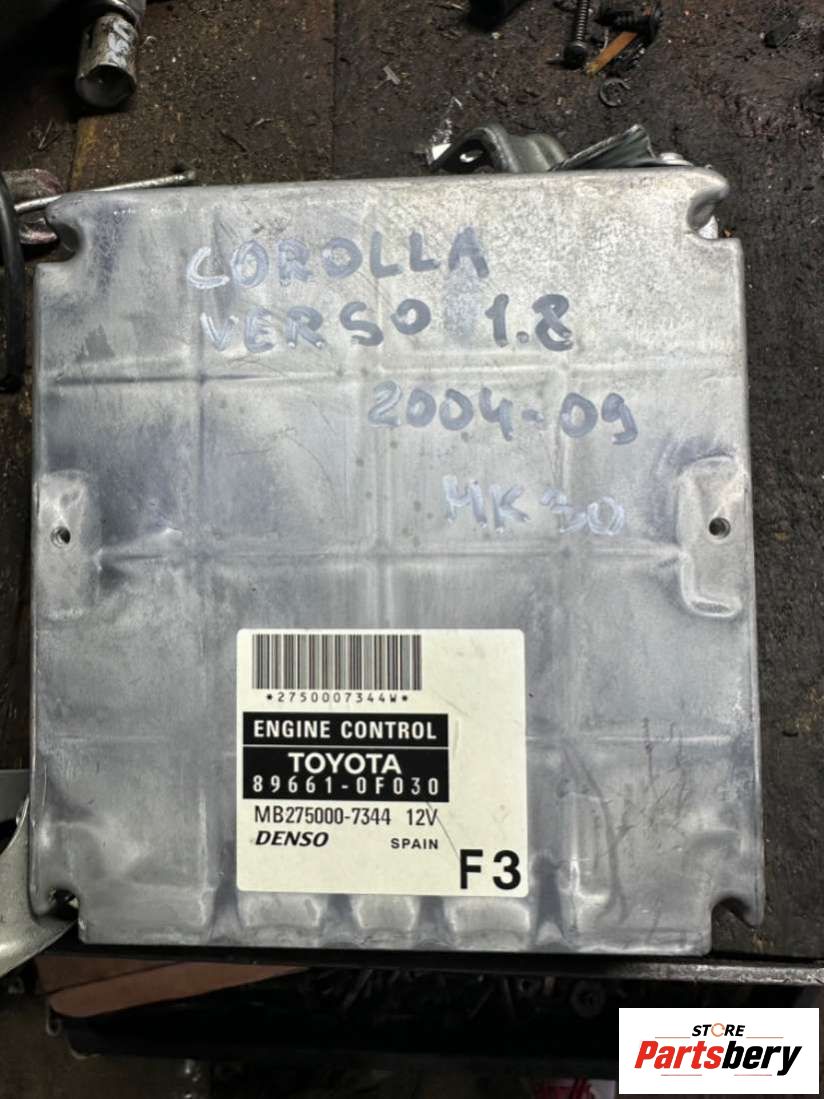 COROLLA
VERSO 1.8
2004-09
MK30
*2750007344W*
ENGINE CONTROL
TOYOTA
89661-0F030
MB275000-7344 12V
DENSO SPAIN
F3
STORE
Partsbery